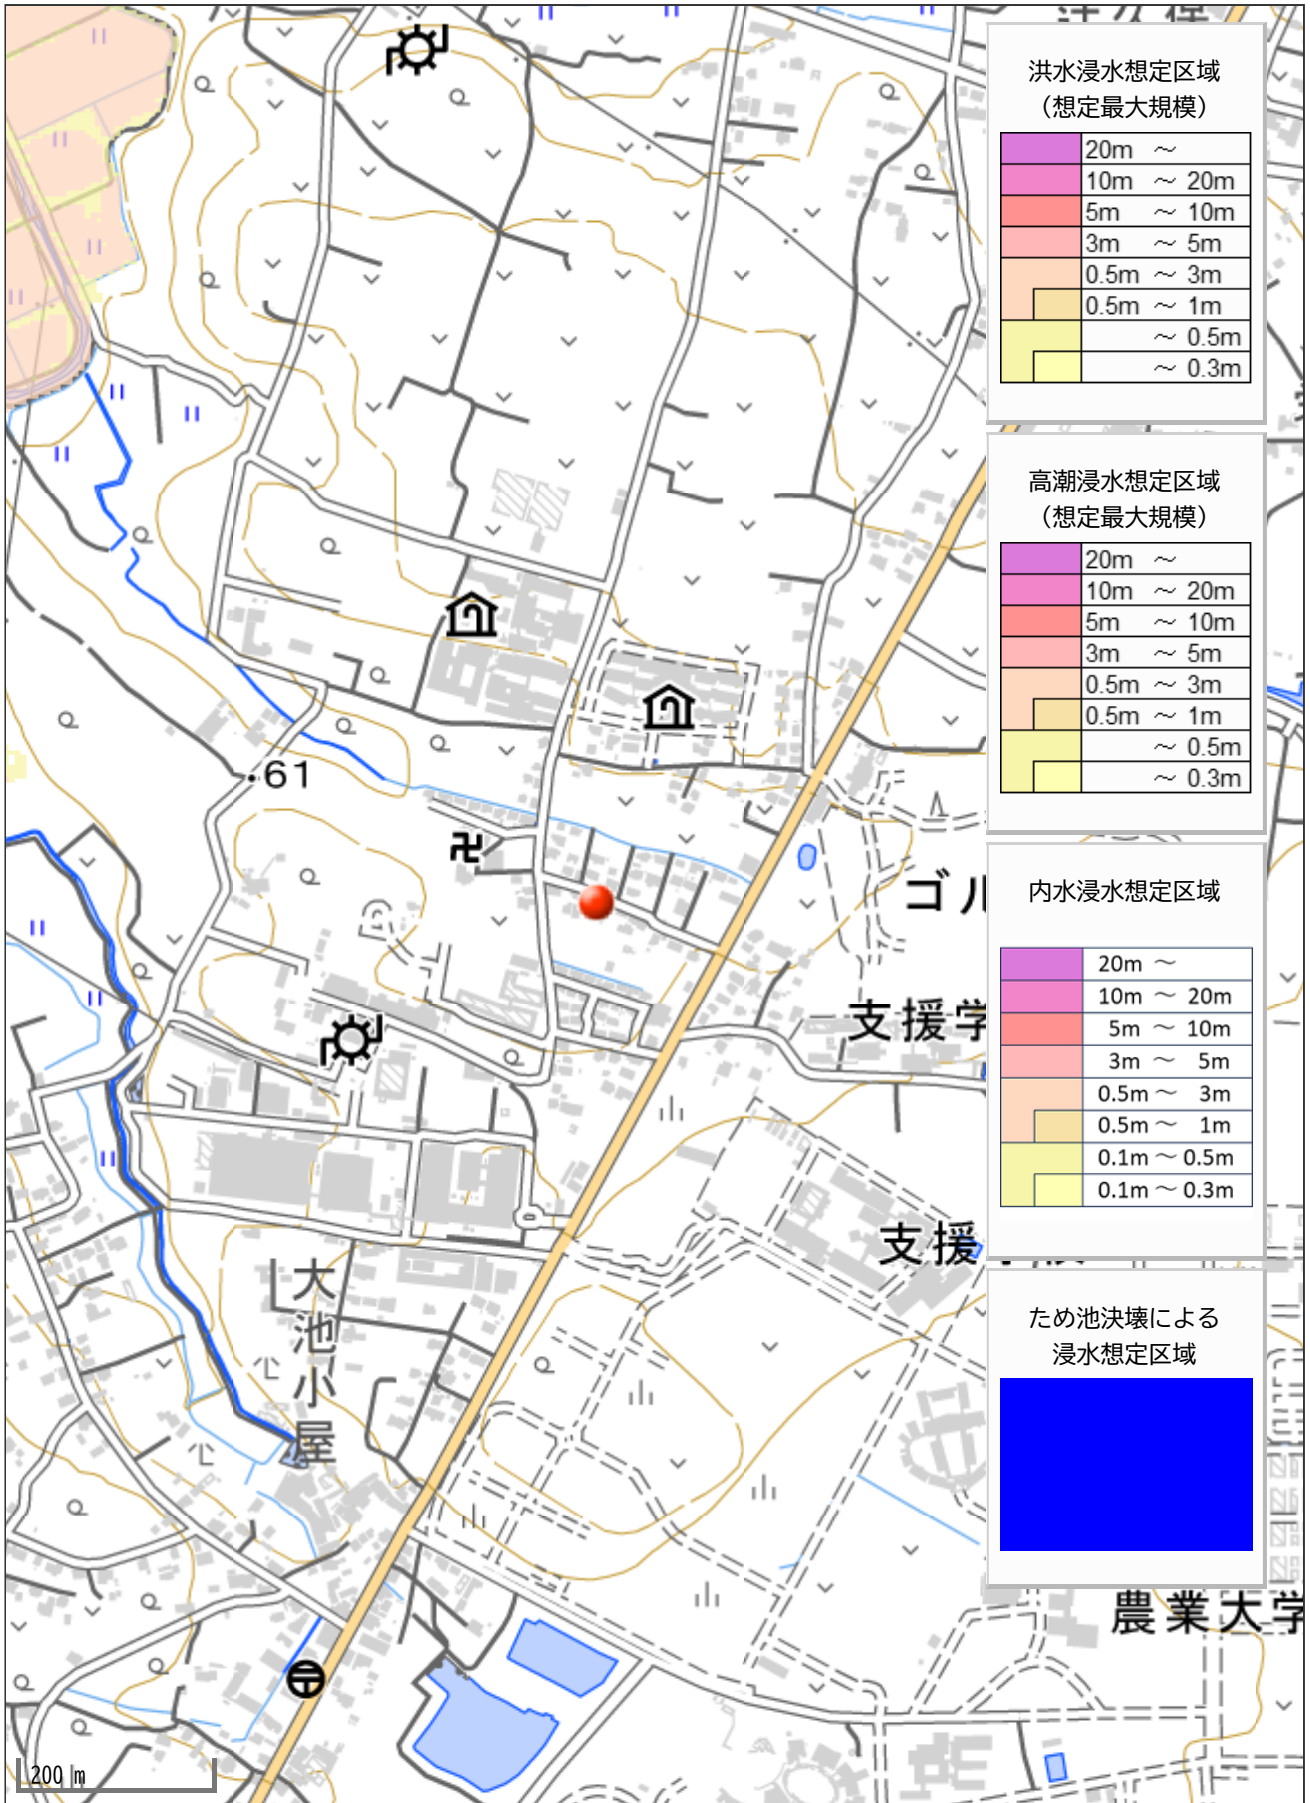 洪水浸水想定区域
（想定最大規模）
20m ～
10m ～ 20m
5m ～ 10m
3m ～ 5m
0.5m ～ 3m
0.5m ～ 1m
～ 0.5m
～ 0.3m
高潮浸水想定区域
（想定最大規模）
20m ～
10m ～ 20m
5m ～ 10m
3m ～ 5m
0.5m ～ 3m
0.5m ～ 1m
～ 0.5m
～ 0.3m
61
ゴル
内水浸水想定区域
20m ～
10m ～ 20m
5m ～ 10m
3m ～ 5m
0.5m ～ 3m
0.5m ～ 1m
0.1m ～ 0.5m
0.1m ～ 0.3m
支援学
支援
大池小屋
ため池決壊による
浸水想定区域
農業大学
200 m